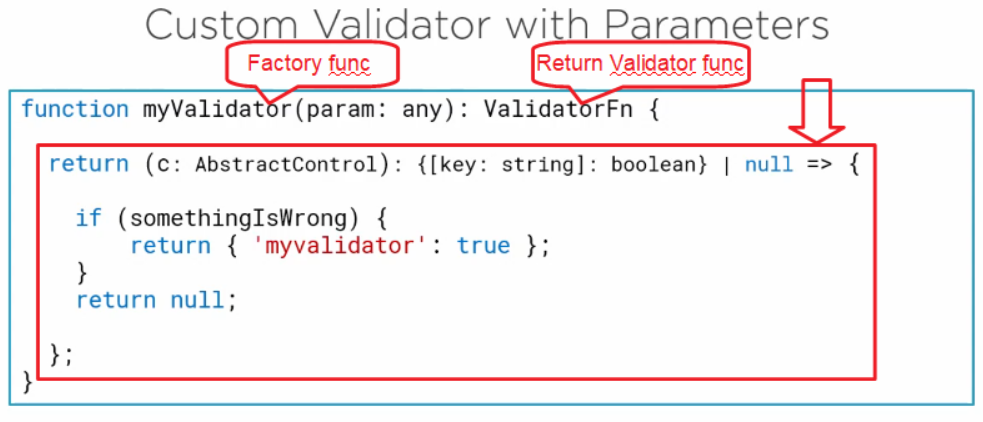 Custom Validator with Parameters
Factory func
Return Validator func
function myValidator(param: any): ValidatorFn {
return (c: AbstractControl): {[key: string]: boolean} | null => {
if (somethingIsWrong) {
return { 'myvalidator': true };
}
return null;
};
}